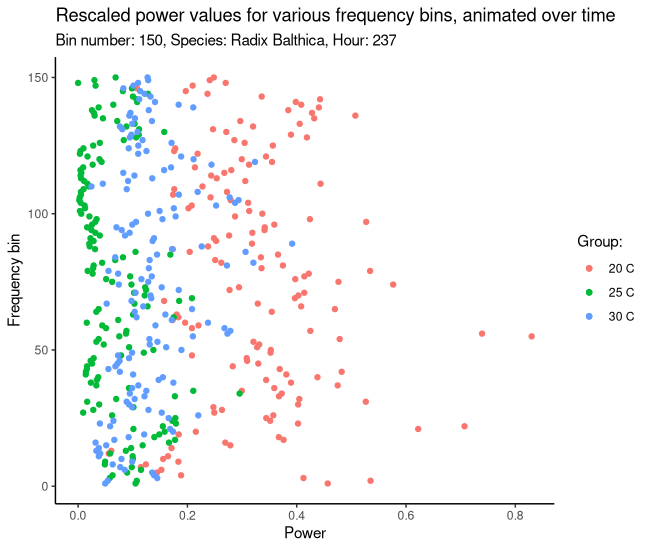 Rescaled power values for various frequency bins, animated over time
Bin number: 150, Species: Radix Balthica, Hour: 237
150
100
50
0
Frequency bin
0.0 0.2 0.4 0.6 0.8
Power
Group:
20 C
25 C
30 C